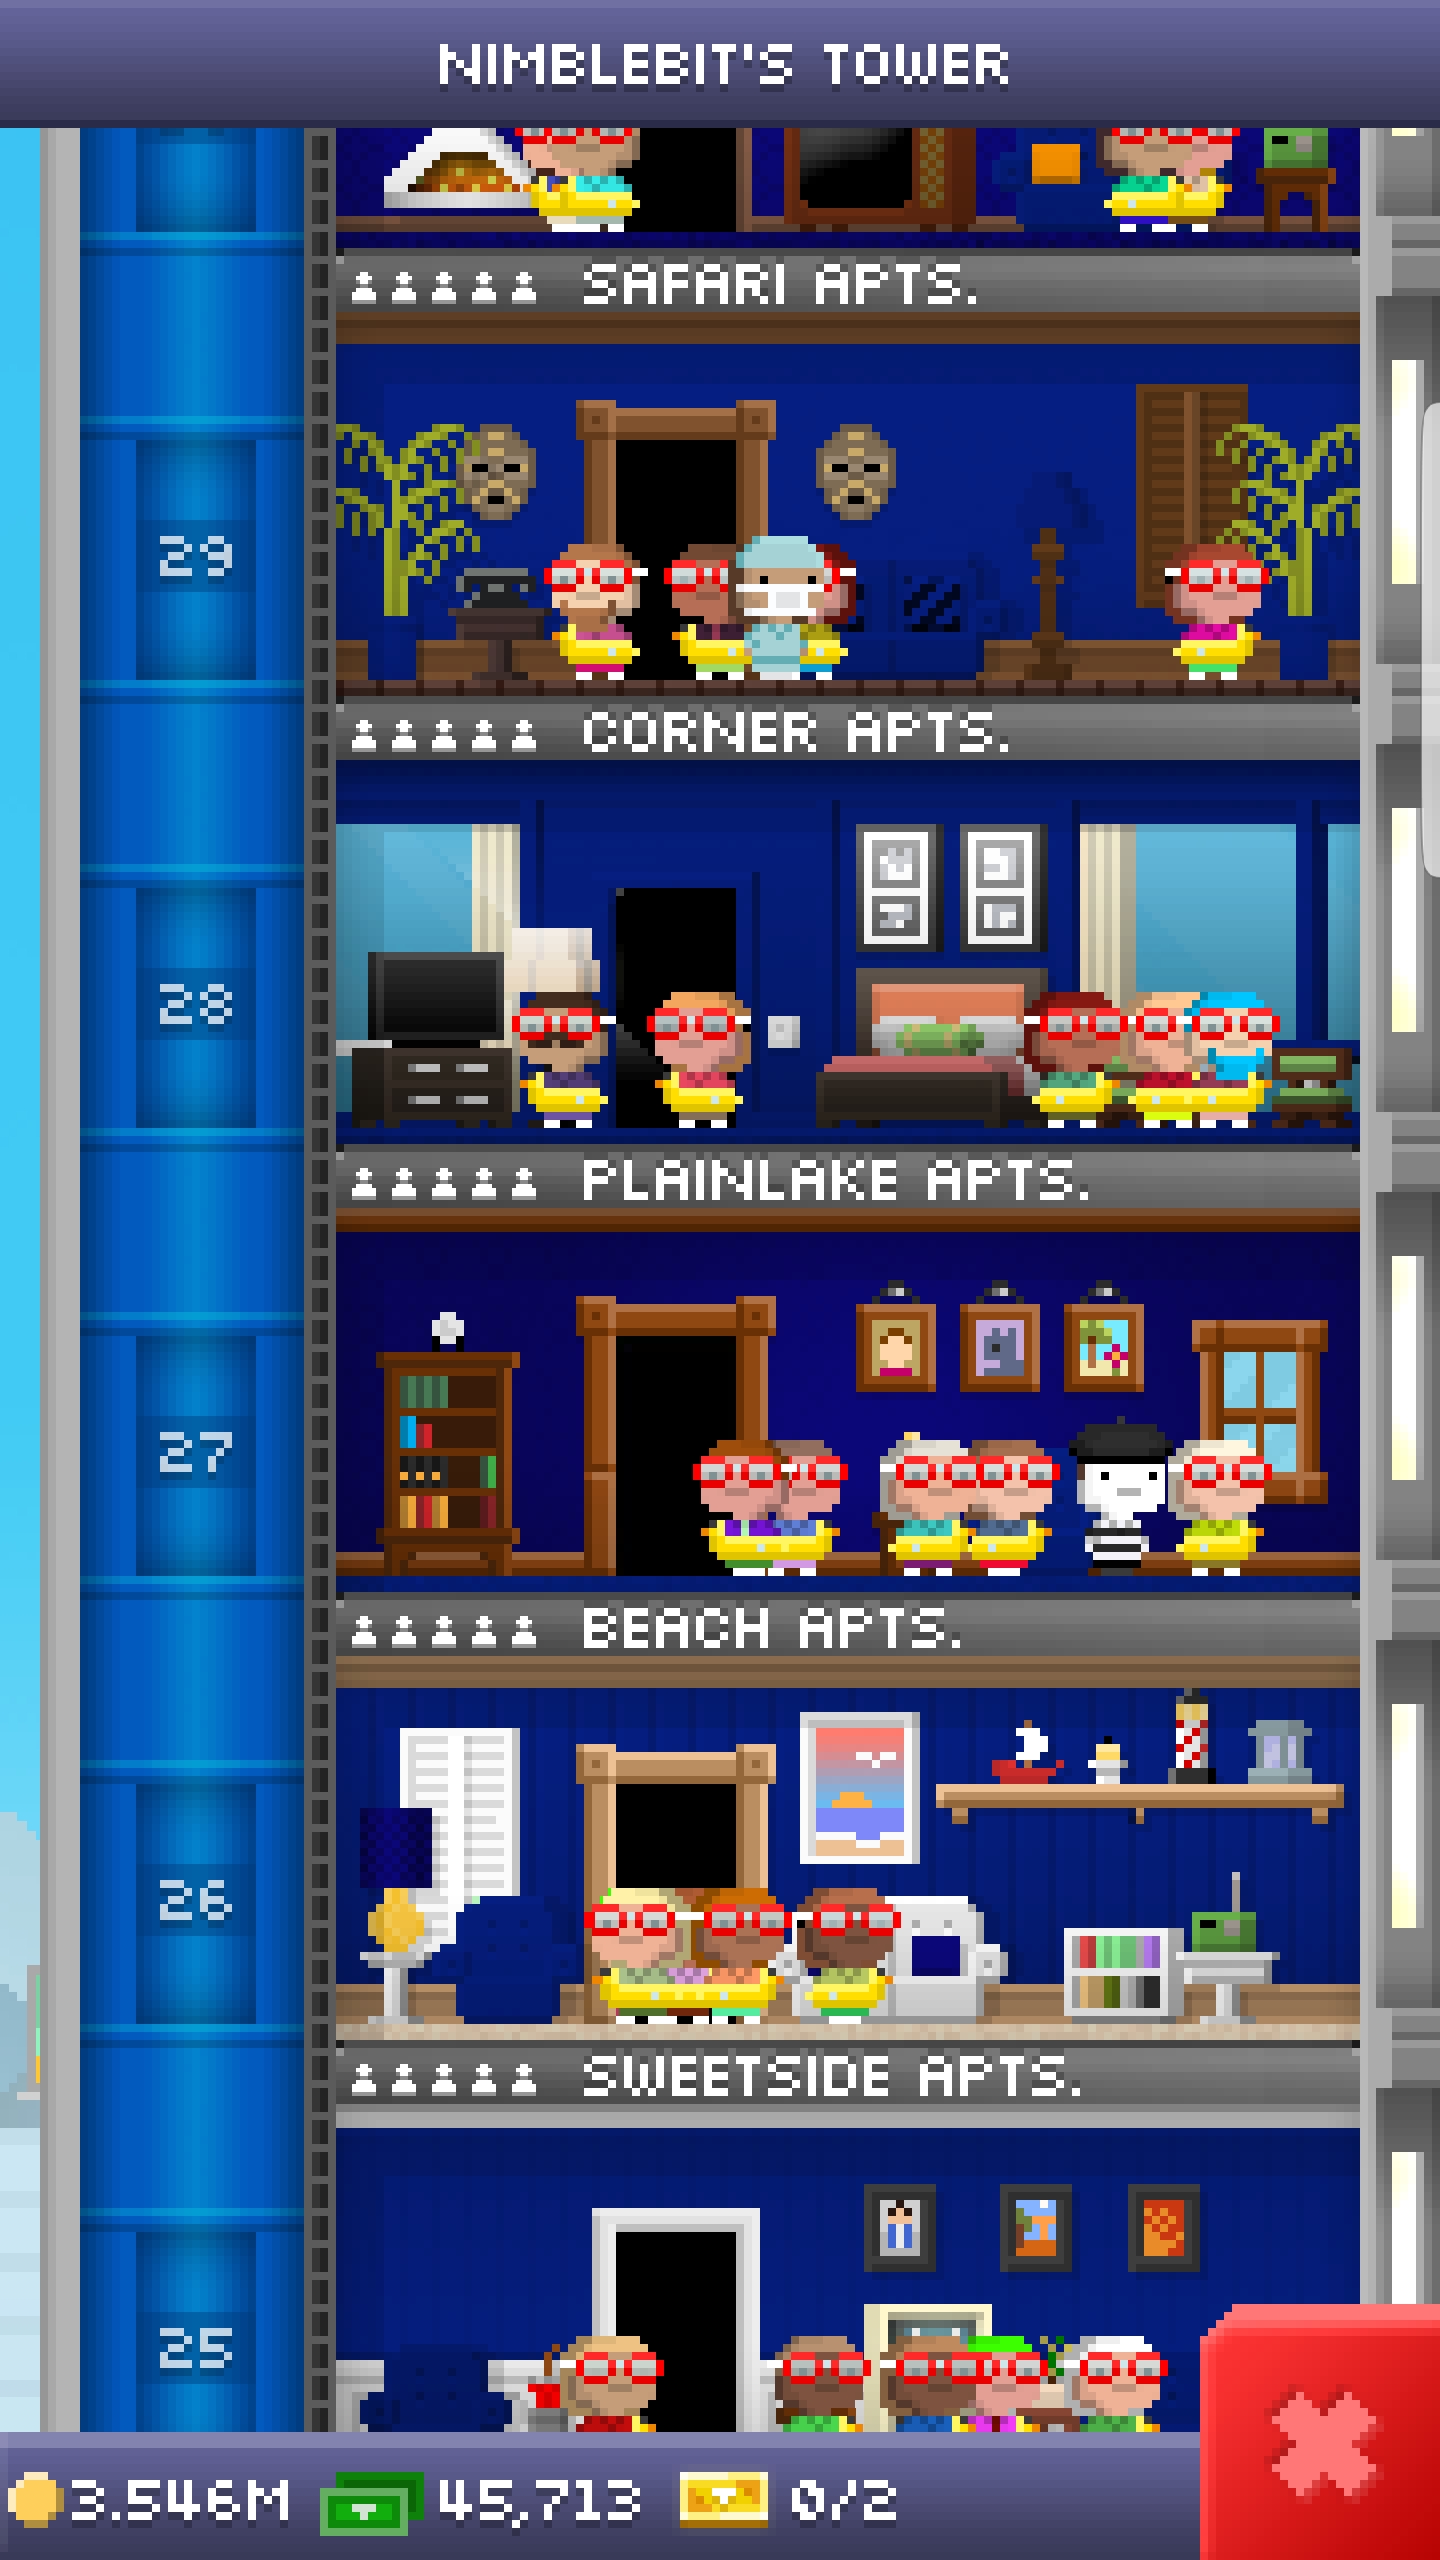 NIMBLEBIT'S TOWER
SAFARI APTS.
29
CORNER APTS.
28
PLAINLAKE APTS.
27
BEACH APTS.
26
SWEETSIDE APTS.
25
3.546M 45,713 0/2